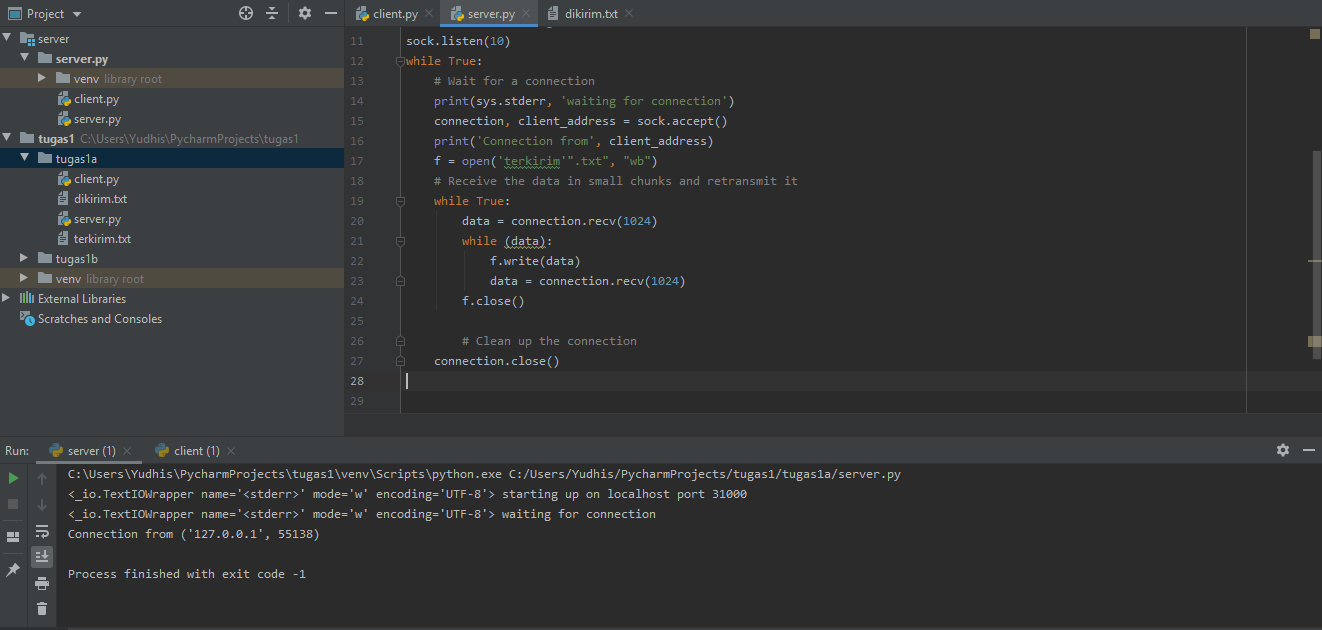 Project
client.py
server.py
dikirim.txt
server
server.py
venv library root
client.py
server.py
tugas1 C:\Users\Yudhis\PycharmProjects\tugas1
tugas1a
client.py
dikirim.txt
server.py
terkirim.txt
tugas1b
venv library root
External Libraries
Scratches and Consoles
11 sock.listen(10)
12 while True:
13 # Wait for a connection
14 print(sys.stderr, 'waiting for connection')
15 connection, client_address = sock.accept()
16 print('Connection from', client_address)
17 f = open('terkirim'".txt", "wb")
18 # Receive the data in small chunks and retransmit it
19 while True:
20 data = connection.recv(1024)
21 while (data):
22 f.write(data)
23 data = connection.recv(1024)
24 f.close()
25
26 # Clean up the connection
27 connection.close()
28
29
Run: server (1) client (1)
C:\Users\Yudhis\PycharmProjects\tugas1\venv\Scripts\python.exe C:/Users/Yudhis/PycharmProjects/tugas1/tugas1a/server.py
<_io.TextIOWrapper name='<stderr>' mode='w' encoding='UTF-8'> starting up on localhost port 31000
<_io.TextIOWrapper name='<stderr>' mode='w' encoding='UTF-8'> waiting for connection
Connection from ('127.0.0.1', 55138)
Process finished with exit code -1